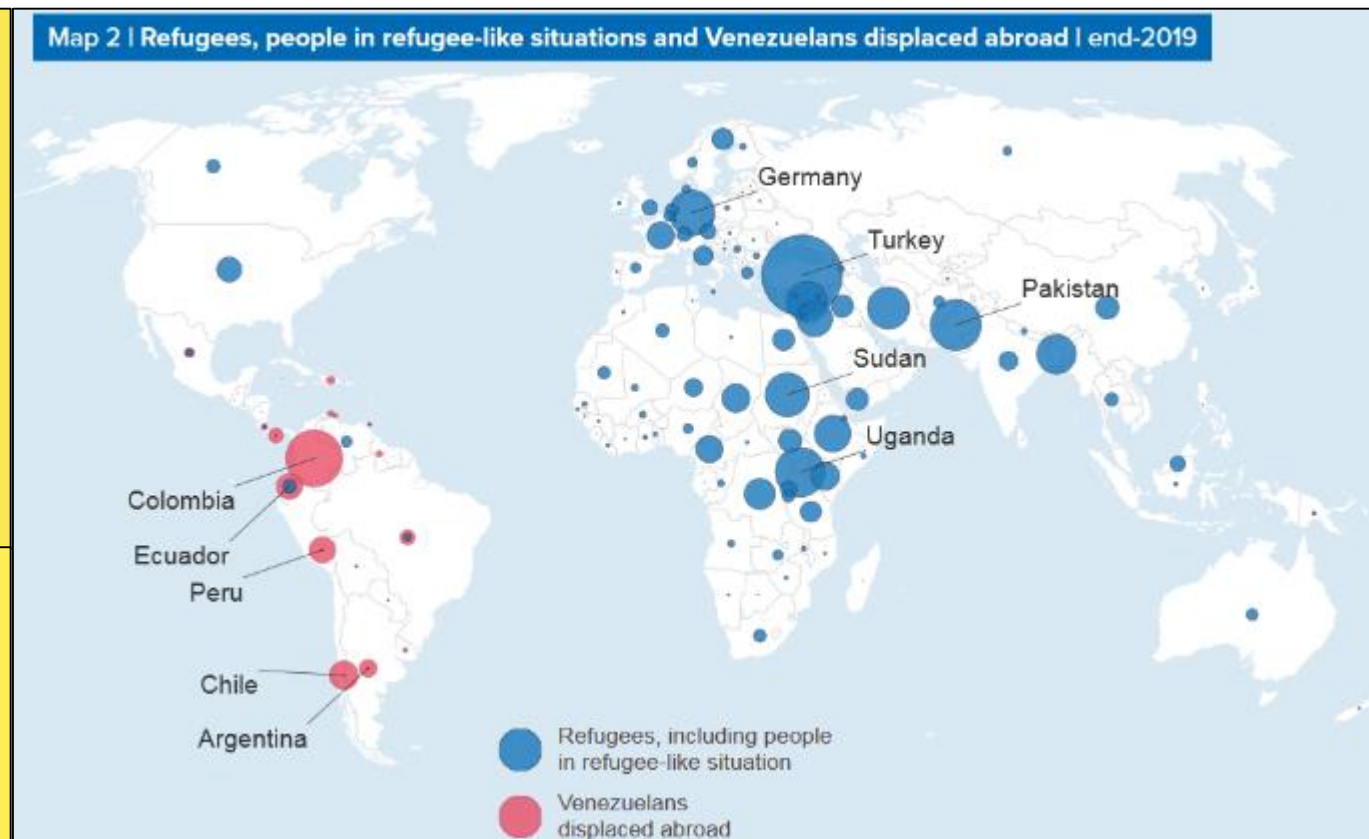 Map 2 | Refugees, people in refugee-like situations and Venezuelans displaced abroad | end-2019
Germany
Turkey
Pakistan
Sudan
Uganda
Colombia
Ecuador
Peru
Chile
Argentina
Refugees, including people
in refugee-like situation
Venezuelans
displaced abroad